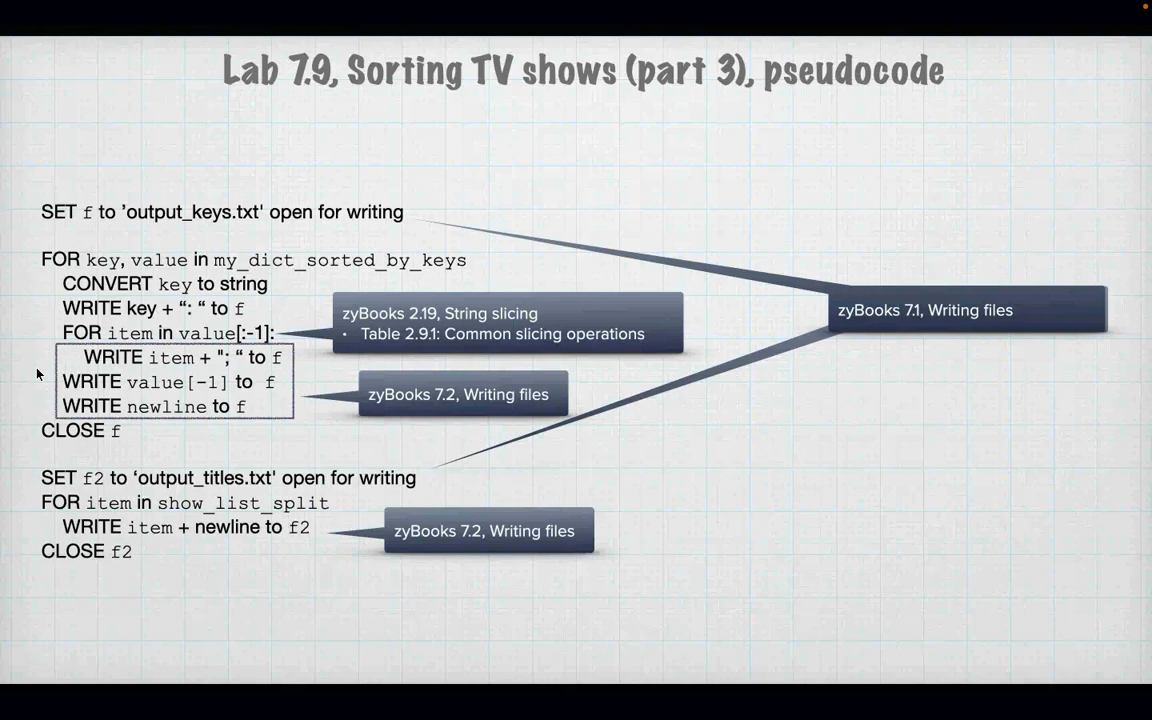 Lab 7.9, Sorting TV shows (part 3), pseudocode
SET f to 'output_keys.txt' open for writing
FOR key, value in my_dict_sorted_by_keys
CONVERT key to string
WRITE key + “: “ to f
FOR item in value[:-1]:
WRITE item + "; “ to f
WRITE value[-1] to f
WRITE newline to f
CLOSE f
SET f2 to ‘output_titles.txt' open for writing
FOR item in show_list_split
WRITE item + newline to f2
CLOSE f2
zyBooks 2.19, String slicing
• Table 2.9.1: Common slicing operations
zyBooks 7.2, Writing files
zyBooks 7.1, Writing files
zyBooks 7.2, Writing files